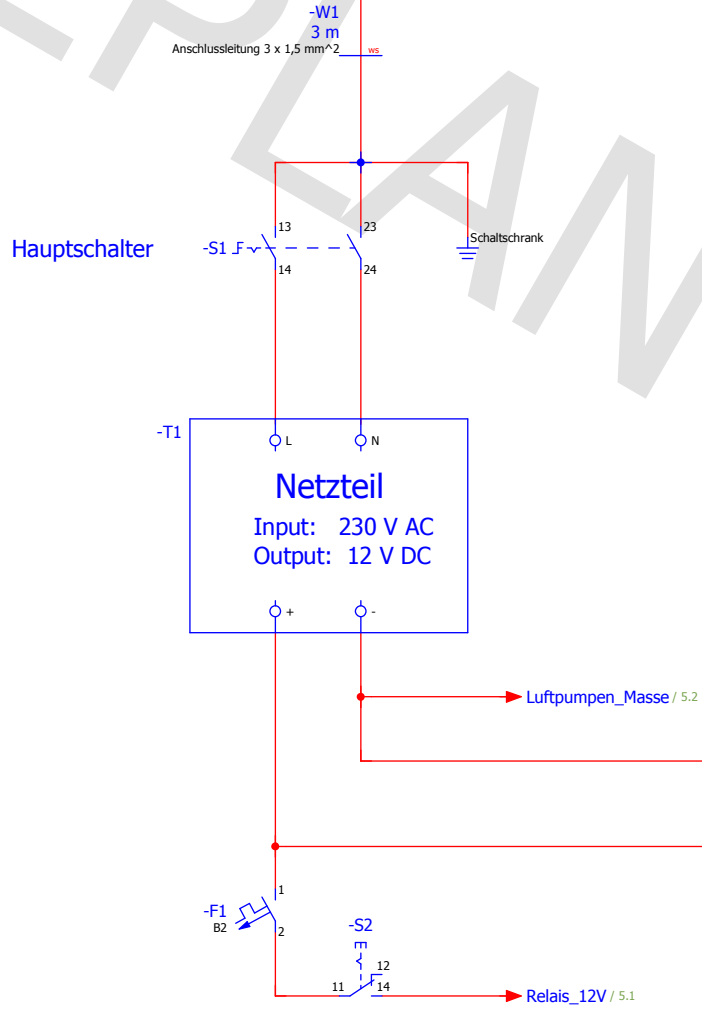 -W1
3 m
Anschlussleitung 3 x 1,5 mm^2
ws
13
23
Hauptschalter
-S1
Schaltschrank
14
24
-T1
L
N
Netzteil
Input: 230 V AC
Output: 12 V DC
+
-
Luftpumpen_Masse / 5.2
1
-F1
B2
2
-S2
12
11
14
Relais_12V / 5.1
EPLAN